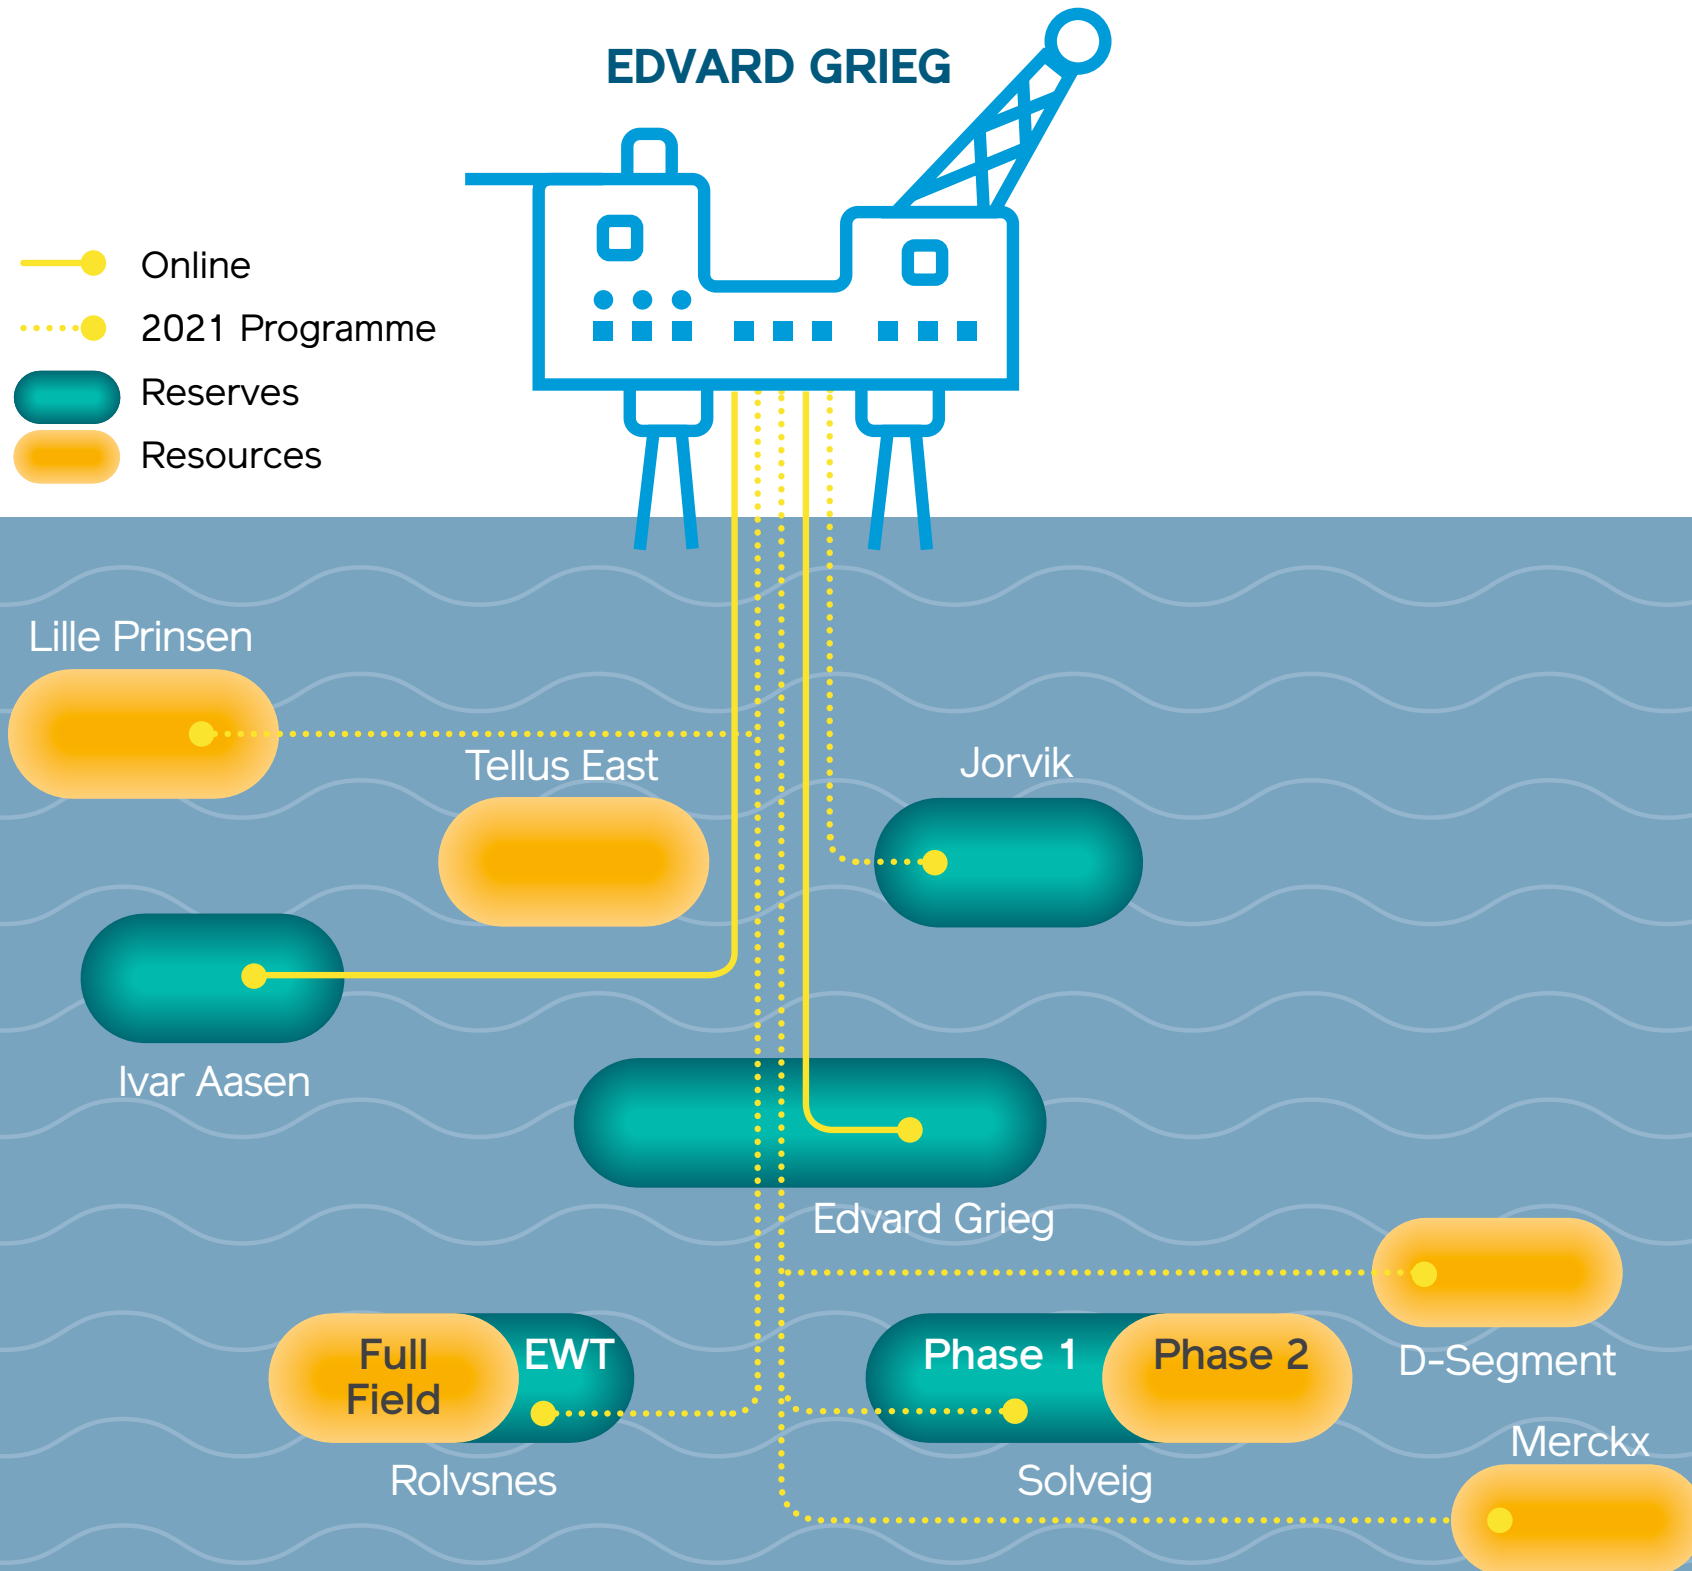 EDVARD GRIEG
Online
2021 Programme
Reserves
Resources
Lille Prinsen
Tellus East
Jorvik
Ivar Aasen
Edvard Grieg
Full
Field
EWT
Rolvsnes
Phase 1
Phase 2
Solveig
D-Segment
Merckx